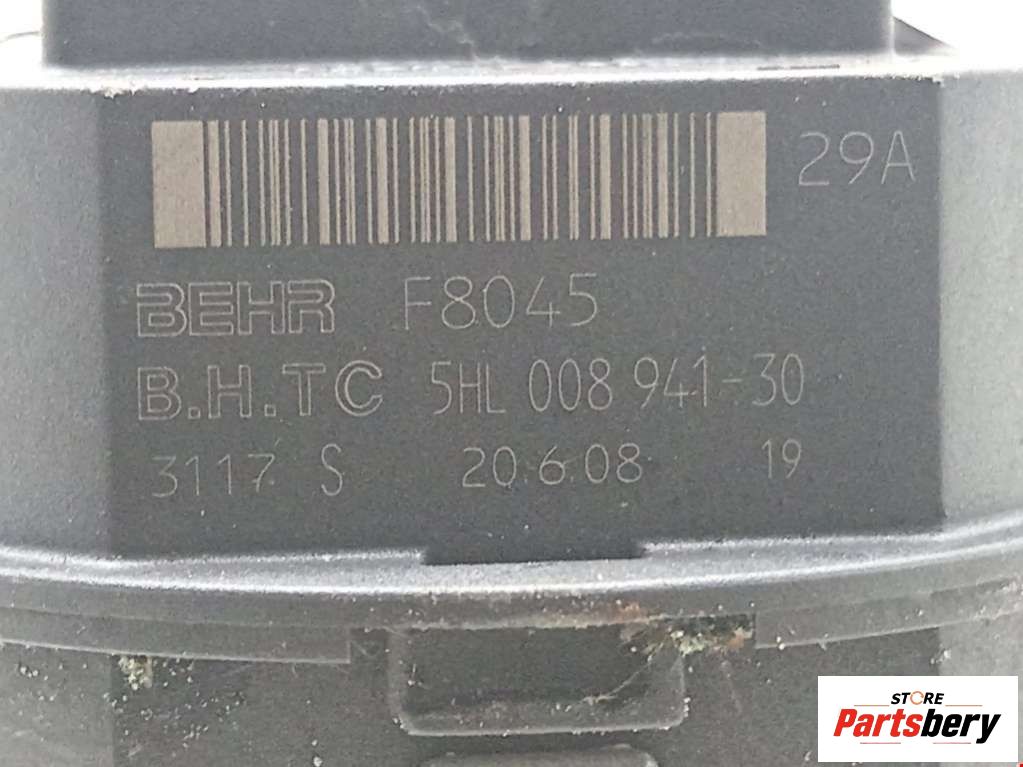 29A
BEHR F8045
B.H.TC 5HL 008 941-30
3117 S 20.6.08 19
STORE
Partsbery